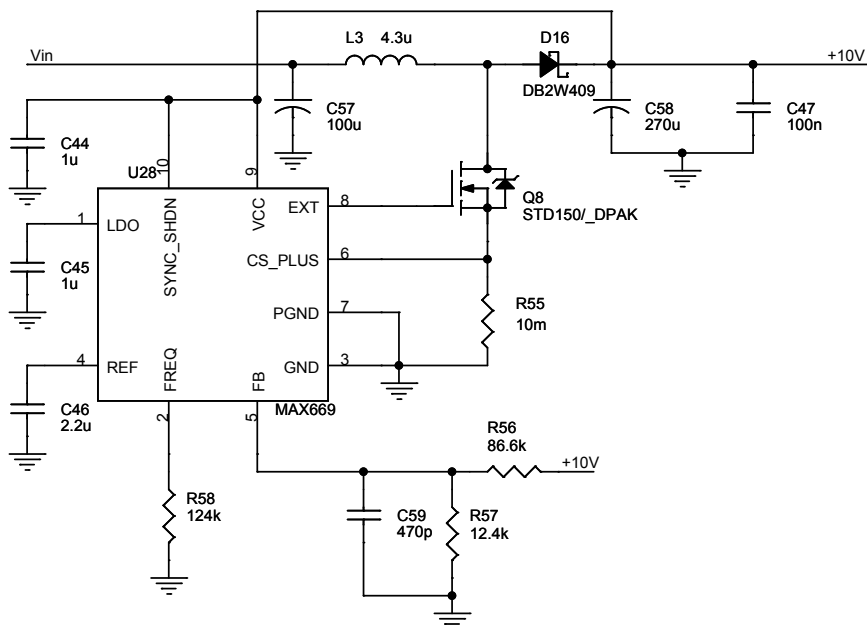 L3 4.3u
D16
Vin
+10V
DB2W409
C57
100u
C58
270u
C47
100n
C44
1u
10
9
U28
8
EXT
Q8
STD150/_DPAK
1
LDO
SYNC_SHDN
VCC
CS_PLUS
6
C45
1u
R55
10m
PGND
7
4
REF
FREQ
FB
GND
3
C46
2.2u
2
5
MAX669
R56
86.6k
+10V
R58
124k
C59
470p
R57
12.4k